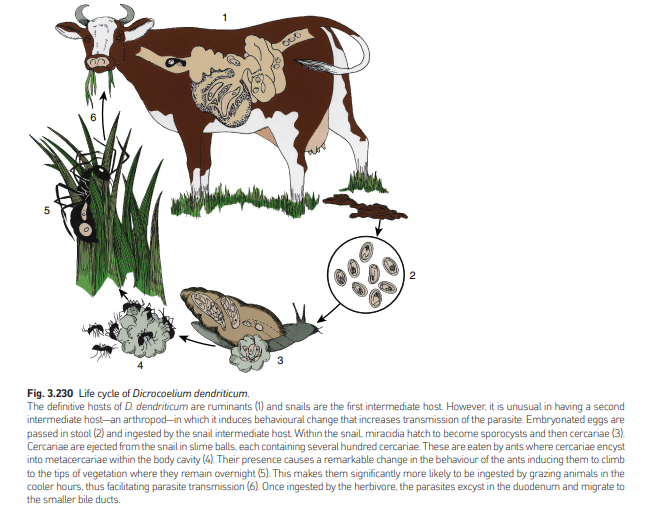 1
6
5
2
3
4
Fig. 3.230 Life cycle of Dicrocoelium dendriticum.
The definitive hosts of D. dendriticum are ruminants (1) and snails are the first intermediate host. However, it is unusual in having a second
intermediate host—an arthropod—in which it induces behavioural change that increases transmission of the parasite. Embryonated eggs are
passed in stool (2) and ingested by the snail intermediate host. Within the snail, miracidia hatch to become sporocysts and then cercariae (3).
Cercariae are ejected from the snail in slime balls, each containing several hundred cercariae. These are eaten by ants where cercariae encyst
into metacercariae within the body cavity (4). Their presence causes a remarkable change in the behaviour of the ants inducing them to climb
to the tips of vegetation where they remain overnight (5). This makes them significantly more likely to be ingested by grazing animals in the
cooler hours, thus facilitating parasite transmission (6). Once ingested by the herbivore, the parasites excyst in the duodenum and migrate to
the smaller bile ducts.